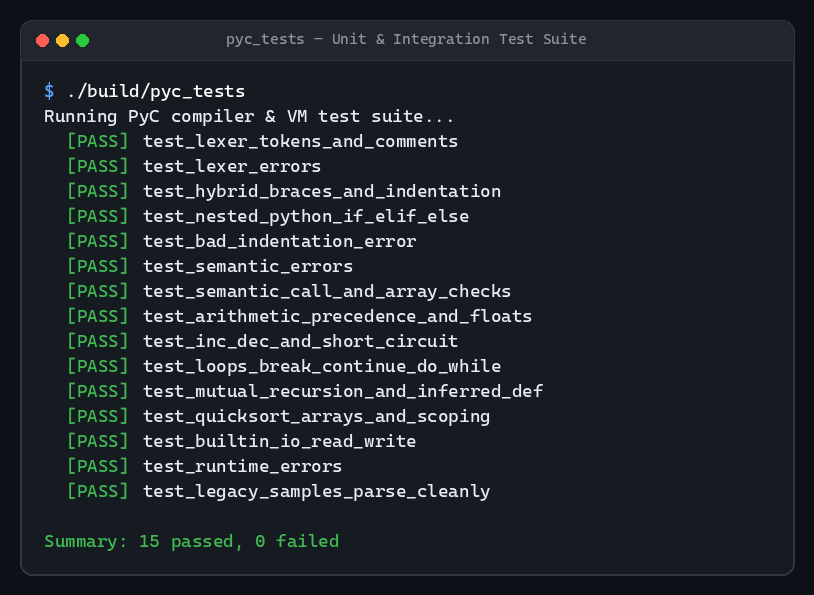 pyc_tests — Unit & Integration Test Suite
$ ./build/pyc_tests
Running PyC compiler & VM test suite...
[PASS] test_lexer_tokens_and_comments
[PASS] test_lexer_errors
[PASS] test_hybrid_braces_and_indentation
[PASS] test_nested_python_if_elif_else
[PASS] test_bad_indentation_error
[PASS] test_semantic_errors
[PASS] test_semantic_call_and_array_checks
[PASS] test_arithmetic_precedence_and_floats
[PASS] test_inc_dec_and_short_circuit
[PASS] test_loops_break_continue_do_while
[PASS] test_mutual_recursion_and_inferred_def
[PASS] test_quicksort_arrays_and_scoping
[PASS] test_builtin_io_read_write
[PASS] test_runtime_errors
[PASS] test_legacy_samples_parse_cleanly
Summary: 15 passed, 0 failed